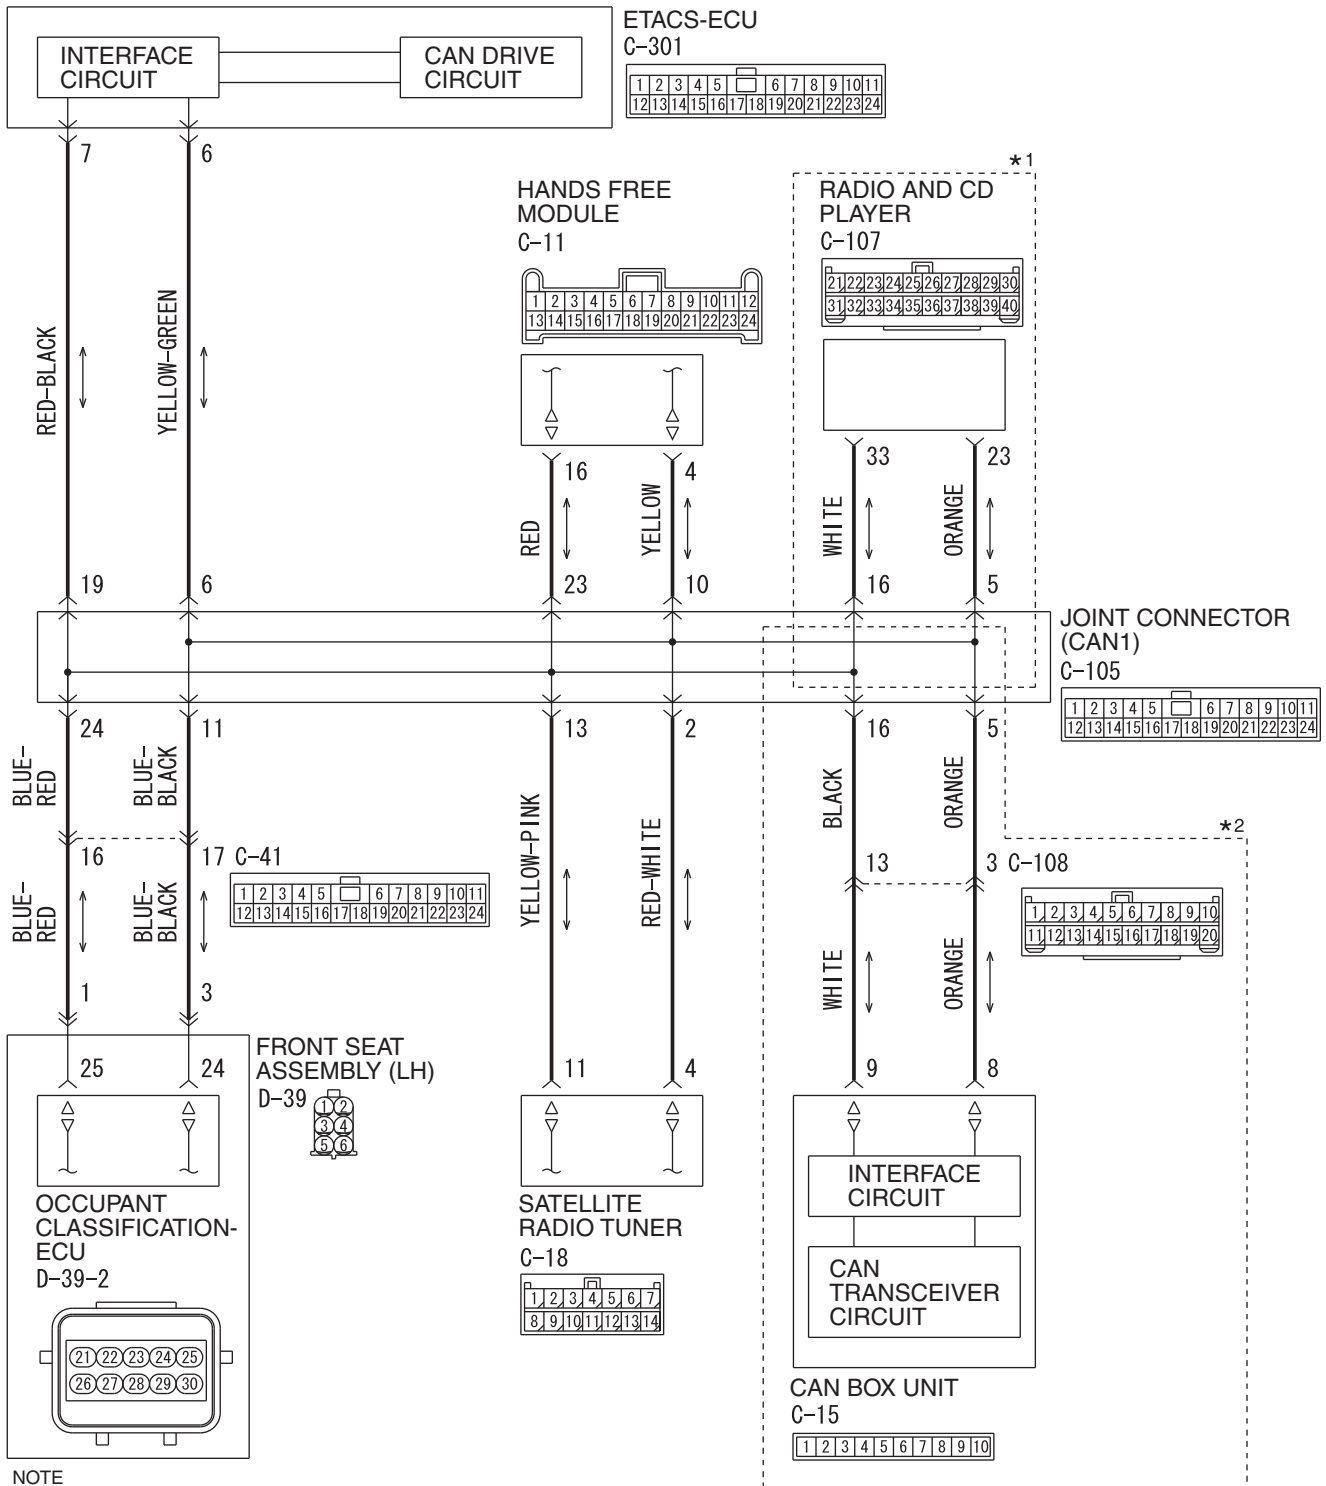 ETACS-ECU
C-301
INTERFACE
CIRCUIT
CAN DRIVE
CIRCUIT
1 2 3 4 5 6 7 8 9 10 11
12 13 14 15 16 17 18 19 20 21 22 23 24
7
6
RED-BLACK
YELLOW-GREEN
HANDS FREE
MODULE
C-11
1 2 3 4 5 6 7 8 9 10 11 12
13 14 15 16 17 18 19 20 21 22 23 24
16
4
RED
YELLOW
*1
RADIO AND CD
PLAYER
C-107
21 22 23 24 25 26 27 28 29 30
31 32 33 34 35 36 37 38 39 40
33
23
WHITE
ORANGE
19
6
23
10
16
5
JOINT CONNECTOR
(CAN1)
C-105
1 2 3 4 5 6 7 8 9 10 11
12 13 14 15 16 17 18 19 20 21 22 23 24
24
11
13
2
16
5
BLUE-
RED
BLUE-
BLACK
YELLOW-PINK
RED-WHITE
BLACK
ORANGE
*2
16
17
C-41
1 2 3 4 5 6 7 8 9 10 11
12 13 14 15 16 17 18 19 20 21 22 23 24
13
3
C-108
1 2 3 4 5 6 7 8 9 10
11 12 13 14 15 16 17 18 19 20
BLUE-
RED
BLUE-
BLACK
WHITE
ORANGE
1
3
FRONT SEAT
ASSEMBLY (LH)
D-39
1 2
3 4
5 6
25
24
11
4
9
8
OCCUPANT
CLASSIFICATION-
ECU
D-39-2
21 22 23 24 25
26 27 28 29 30
SATELLITE
RADIO TUNER
C-18
1 2 3 4 5 6 7
8 9 10 11 12 13 14
INTERFACE
CIRCUIT
CAN
TRANSCEIVER
CIRCUIT
CAN BOX UNIT
C-15
1 2 3 4 5 6 7 8 9 10
NOTE